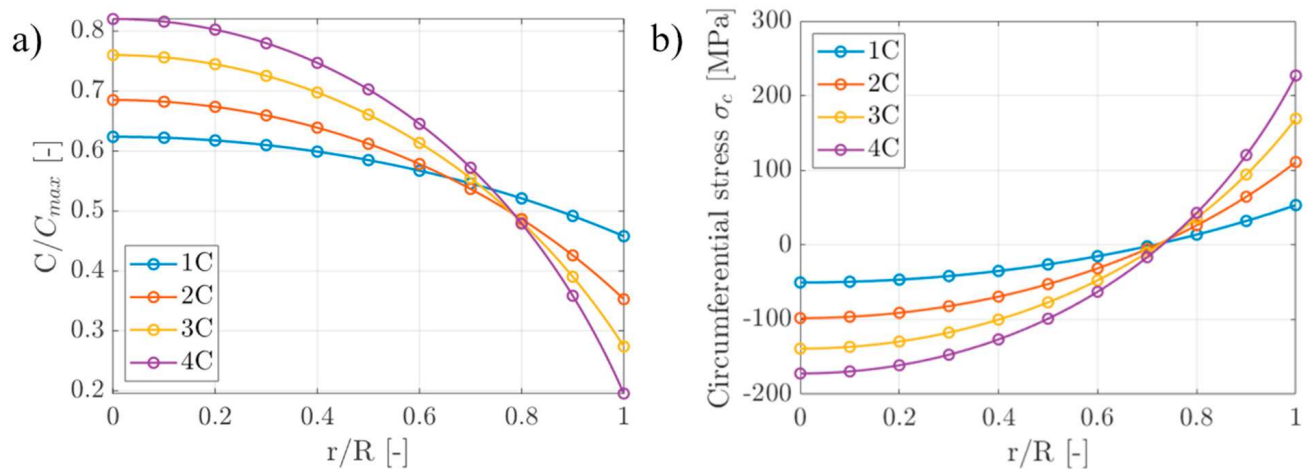 a)
C/C_max [-]
0.8
0.7
0.6
0.5
0.4
0.3
0.2
1C
2C
3C
4C
0 0.2 0.4 0.6 0.8 1
r/R [-]
b)
Circumferential stress σ_c [MPa]
300
200
100
0
-100
-200
1C
2C
3C
4C
0 0.2 0.4 0.6 0.8 1
r/R [-]